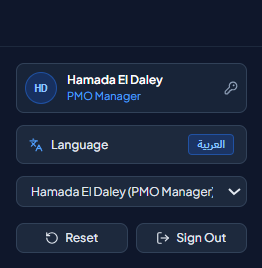 HD
Hamada El Daley
PMO Manager
Language
العربية
Hamada El Daley (PMO Manager)
Reset
Sign Out